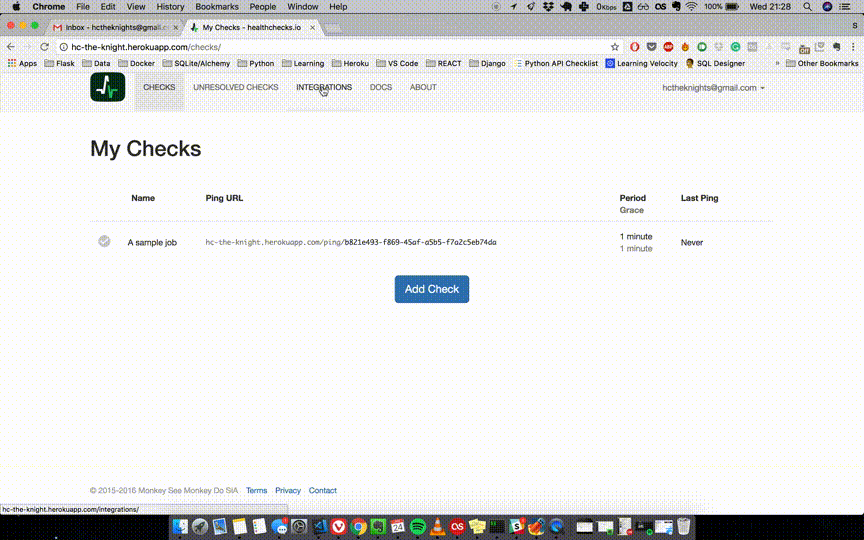 Chrome File Edit View History Bookmarks People Window Help 0Kbps 100% Wed 21:28
Inbox - hctheknights@gmail.c
My Checks - healthchecks.io
S
hc-the-knight.herokuapp.com/checks/
Apps Flask Data Docker SQLite/Alchemy Python Learning Heroku VS Code REACT Django Python API Checklist Learning Velocity SQL Designer » Other Bookmarks
CHECKS UNRESOLVED CHECKS INTEGRATIONS DOCS ABOUT hctheknights@gmail.com
My Checks
Name Ping URL Period Last Ping
Grace
A sample job hc-the-knight.herokuapp.com/ping/b821e493-f869-45af-a5b5-f7a2c5eb74da 1 minute Never
1 minute
Add Check
© 2015-2016 Monkey See Monkey Do SIA Terms Privacy Contact
hc-the-knight.herokuapp.com/integrations/